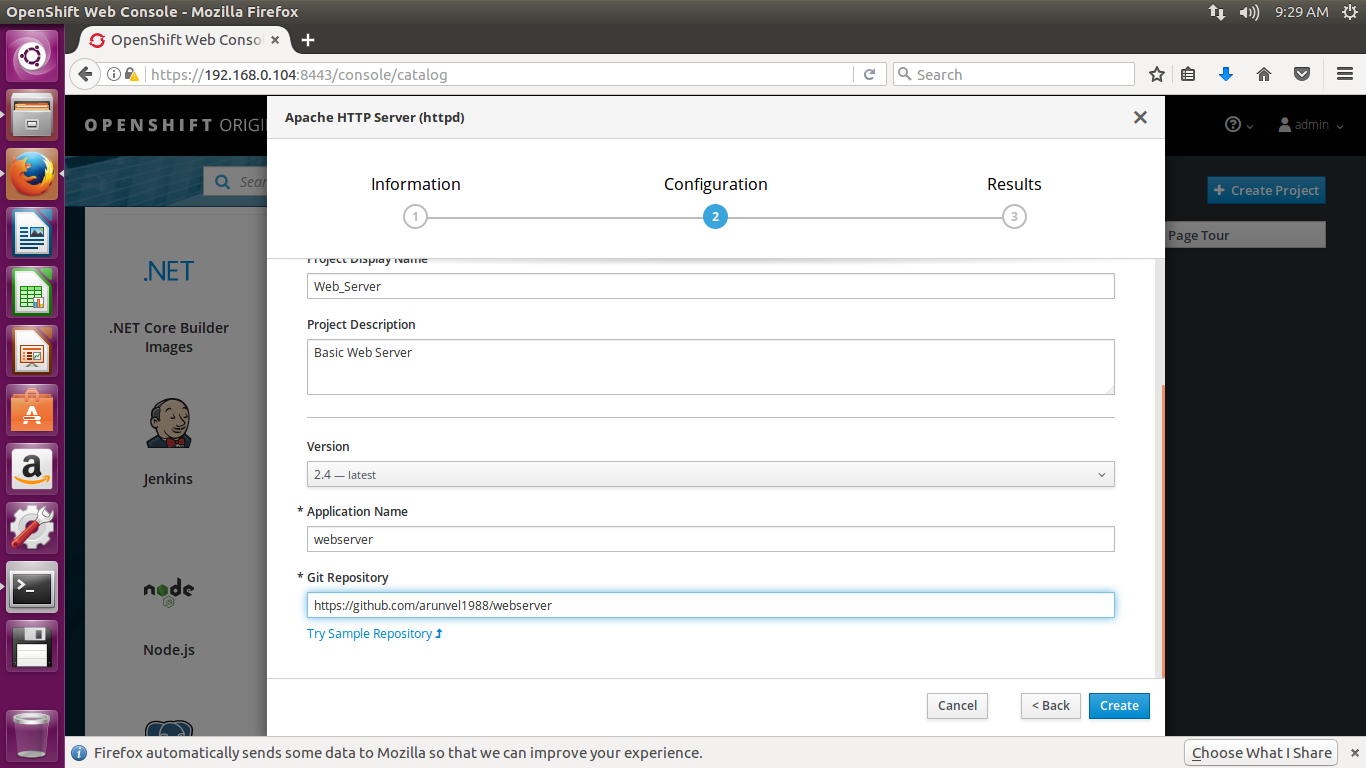 OpenShift Web Console - Mozilla Firefox
9:29 AM
OpenShift Web Conso
https://192.168.0.104:8443/console/catalog
Search
OPENSHIFT ORIGI
admin
Sear
Create Project
Page Tour
.NET
.NET Core Builder
Images
Jenkins
node
JS
Node.js
Apache HTTP Server (httpd)
Information
Configuration
Results
1
2
3
Project Display Name
Web_Server
Project Description
Basic Web Server
Version
2.4 — latest
* Application Name
webserver
* Git Repository
https://github.com/arunvel1988/webserver
Try Sample Repository
Cancel
< Back
Create
Firefox automatically sends some data to Mozilla so that we can improve your experience.
Choose What I Share